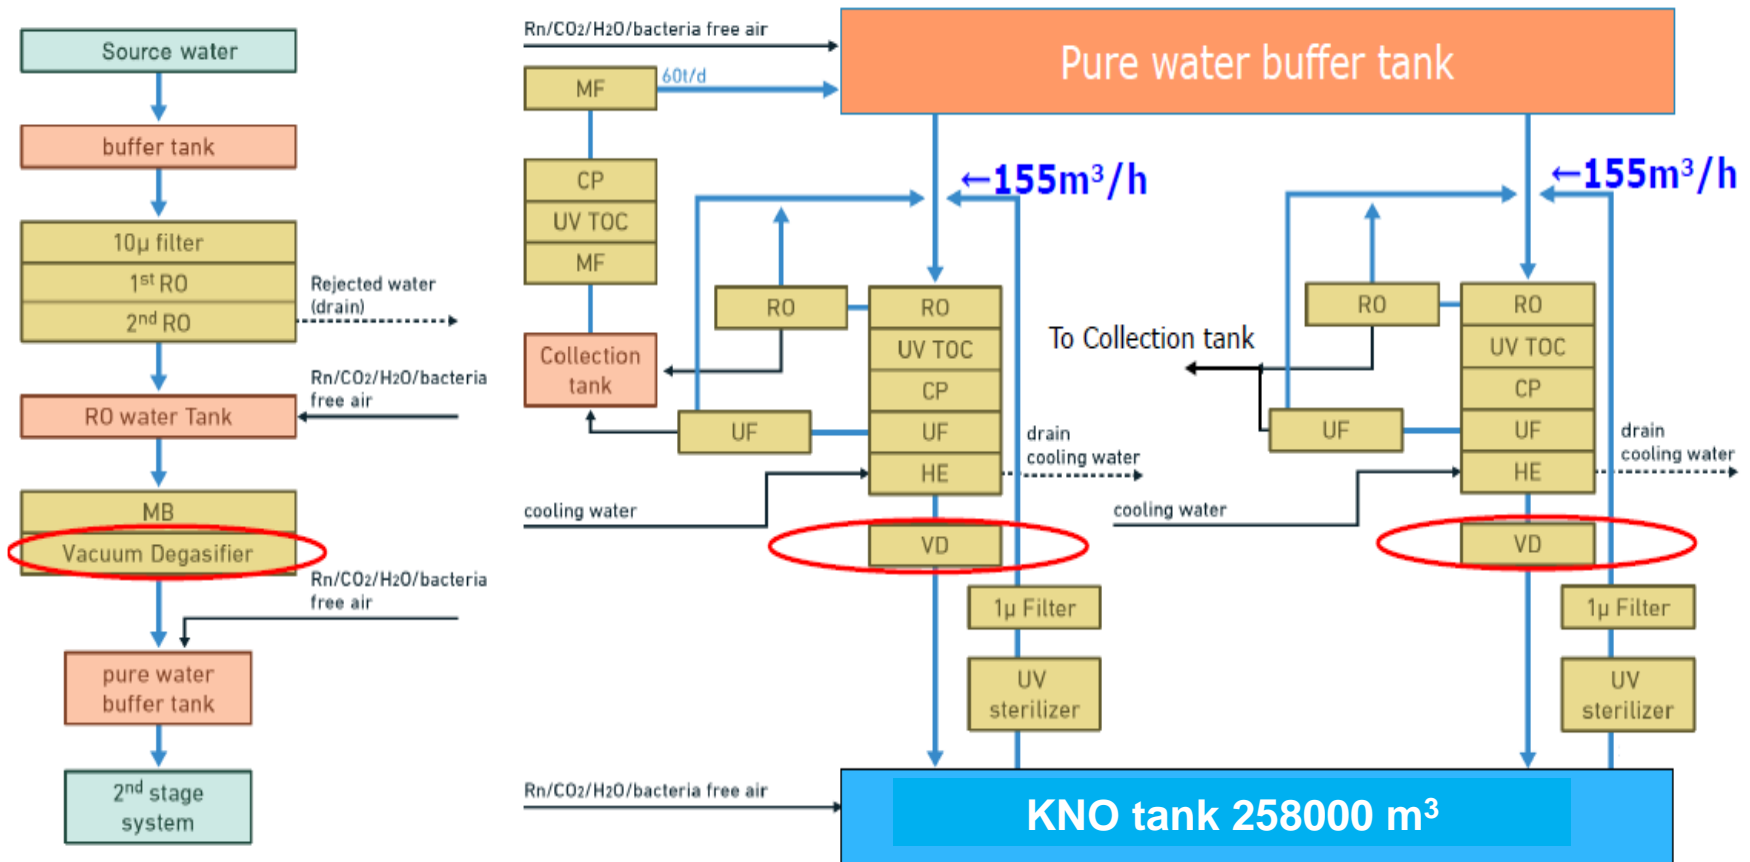 Source water
buffer tank
10µ filter
1st RO
2nd RO
Rejected water
(drain)
Rn/CO2/H2O/bacteria
free air
RO water Tank
MB
Vacuum Degasifier
Rn/CO2/H2O/bacteria
free air
pure water
buffer tank
2nd stage
system
Rn/CO2/H2O/bacteria free air
Pure water buffer tank
MF
60t/d
CP
UV TOC
MF
Collection
tank
←155m³/h
RO
RO
UV TOC
CP
UF
UF
HE
drain
cooling water
cooling water
VD
1µ Filter
UV
sterilizer
←155m³/h
To Collection tank
RO
RO
UV TOC
CP
UF
UF
HE
drain
cooling water
cooling water
VD
1µ Filter
UV
sterilizer
Rn/CO2/H2O/bacteria free air
KNO tank 258000 m³